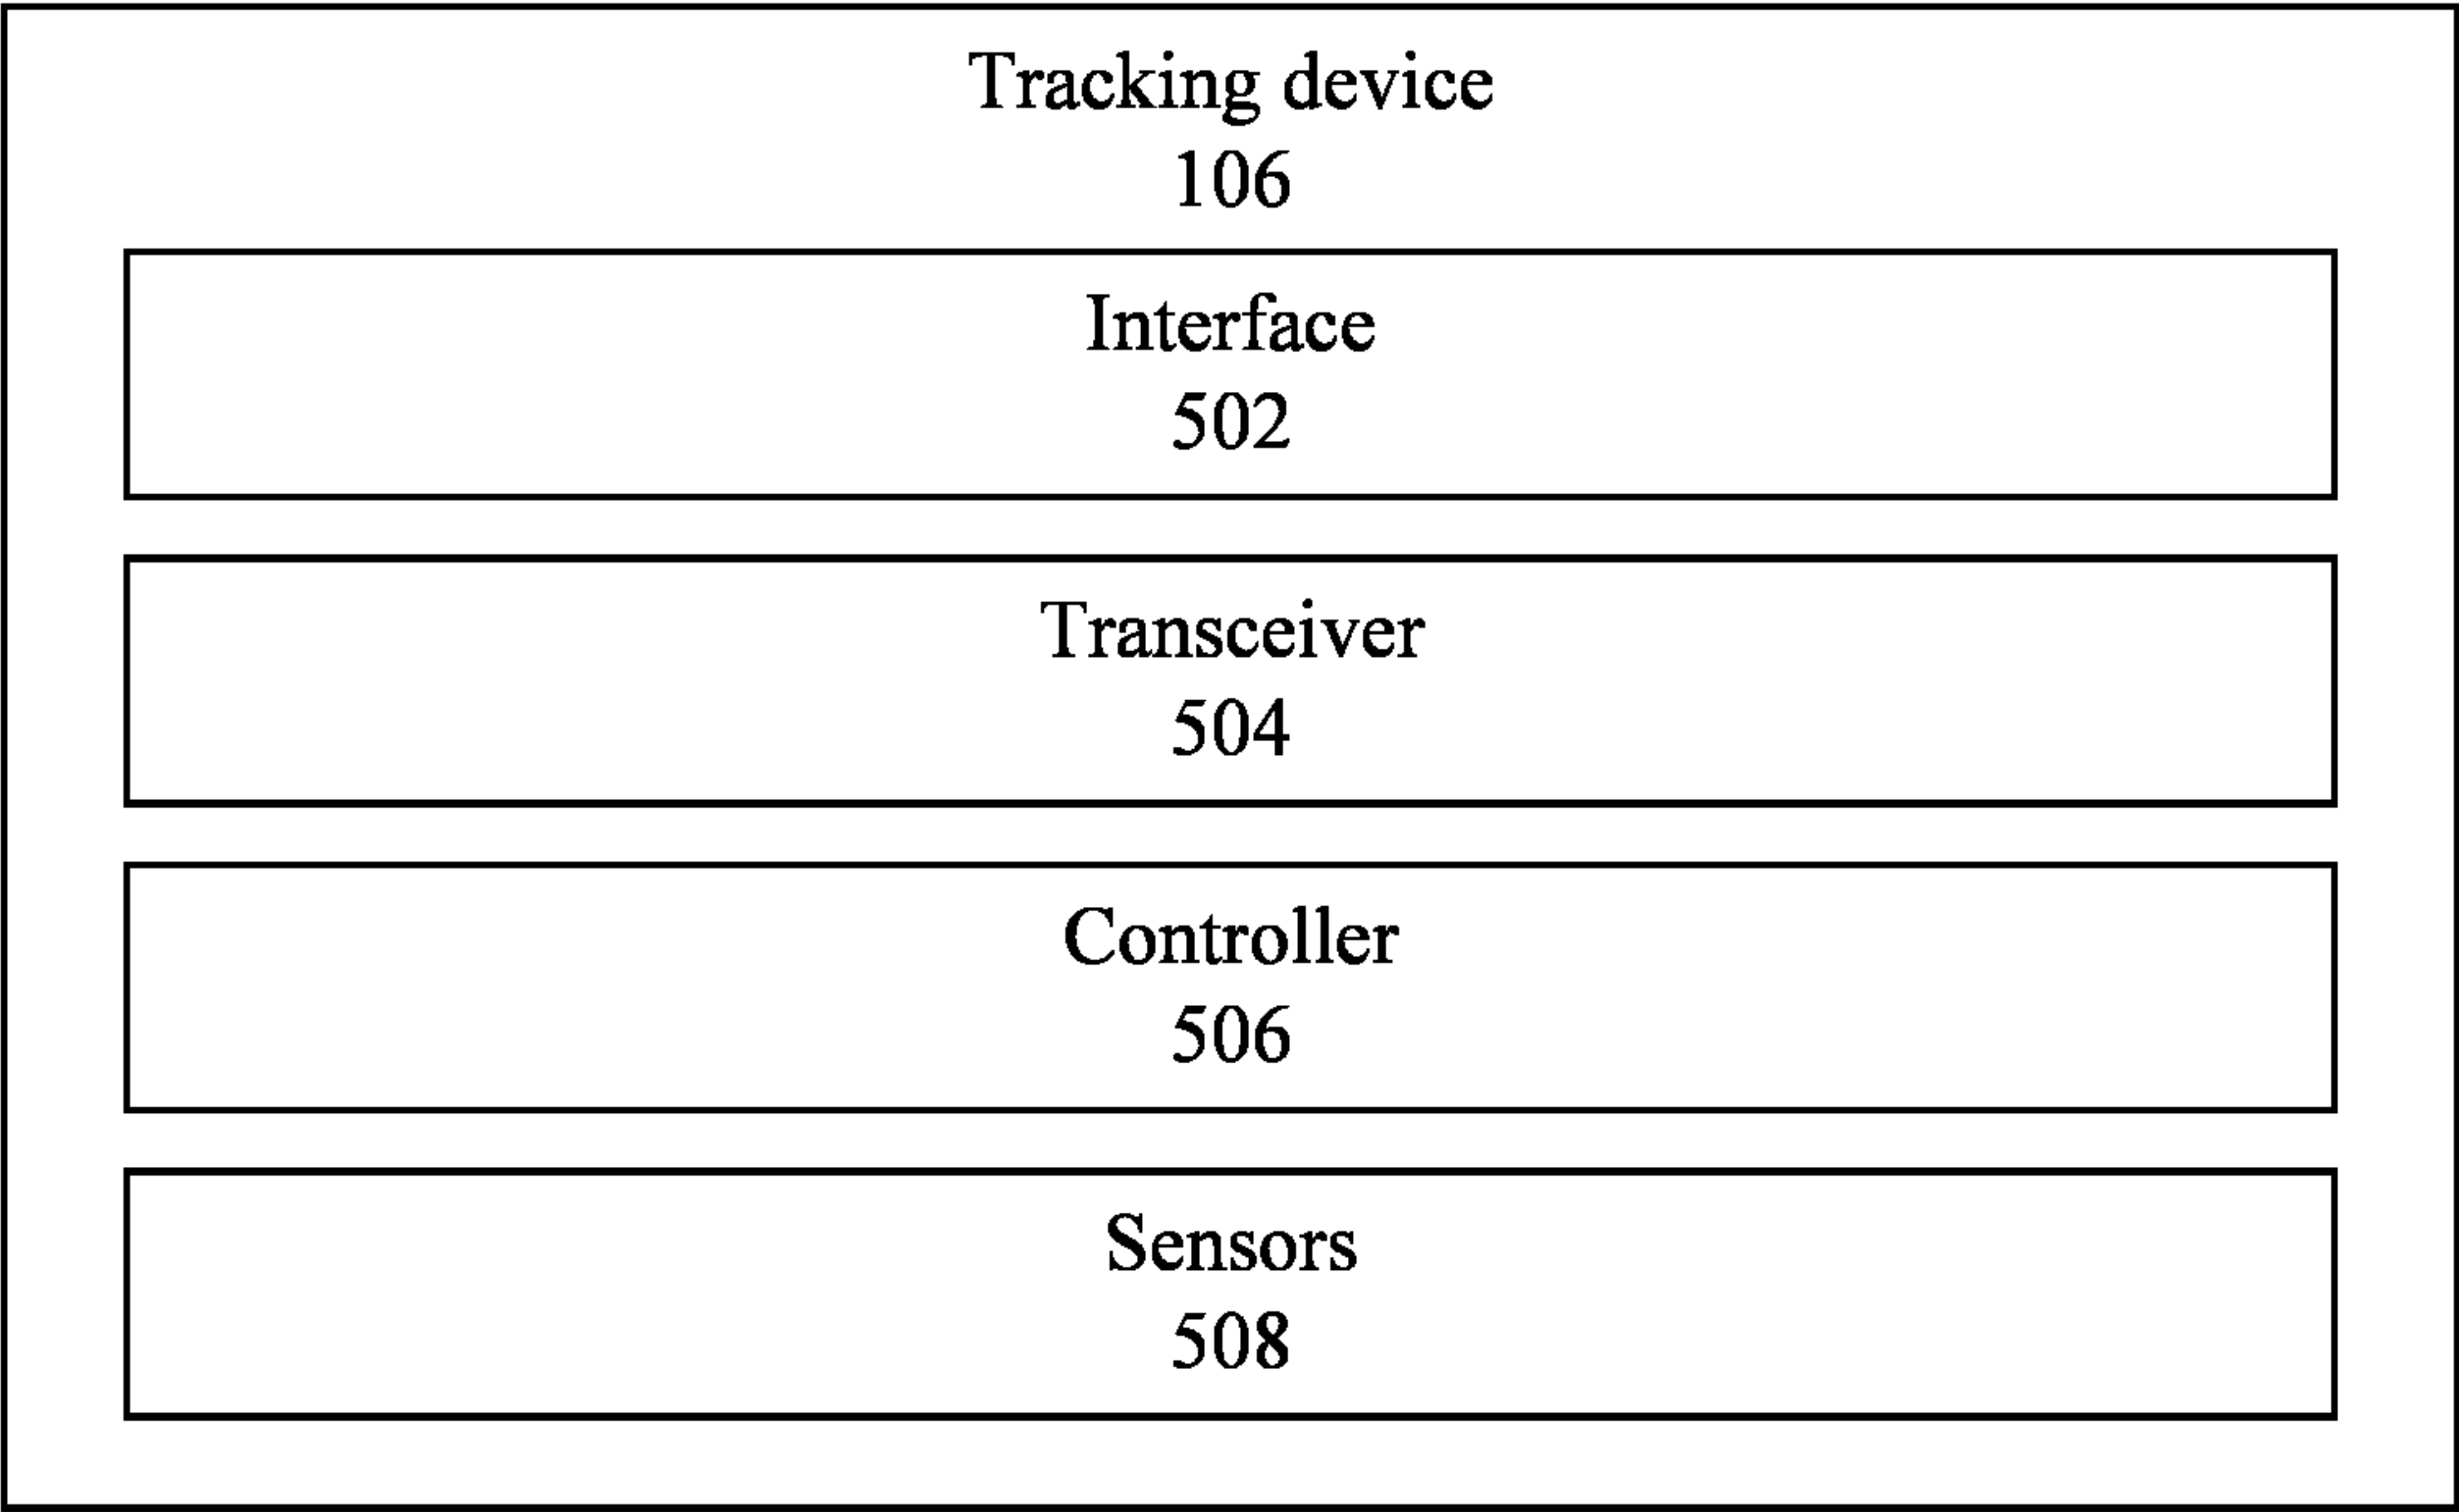 Tracking device
106
Interface
502
Transceiver
504
Controller
506
Sensors
508